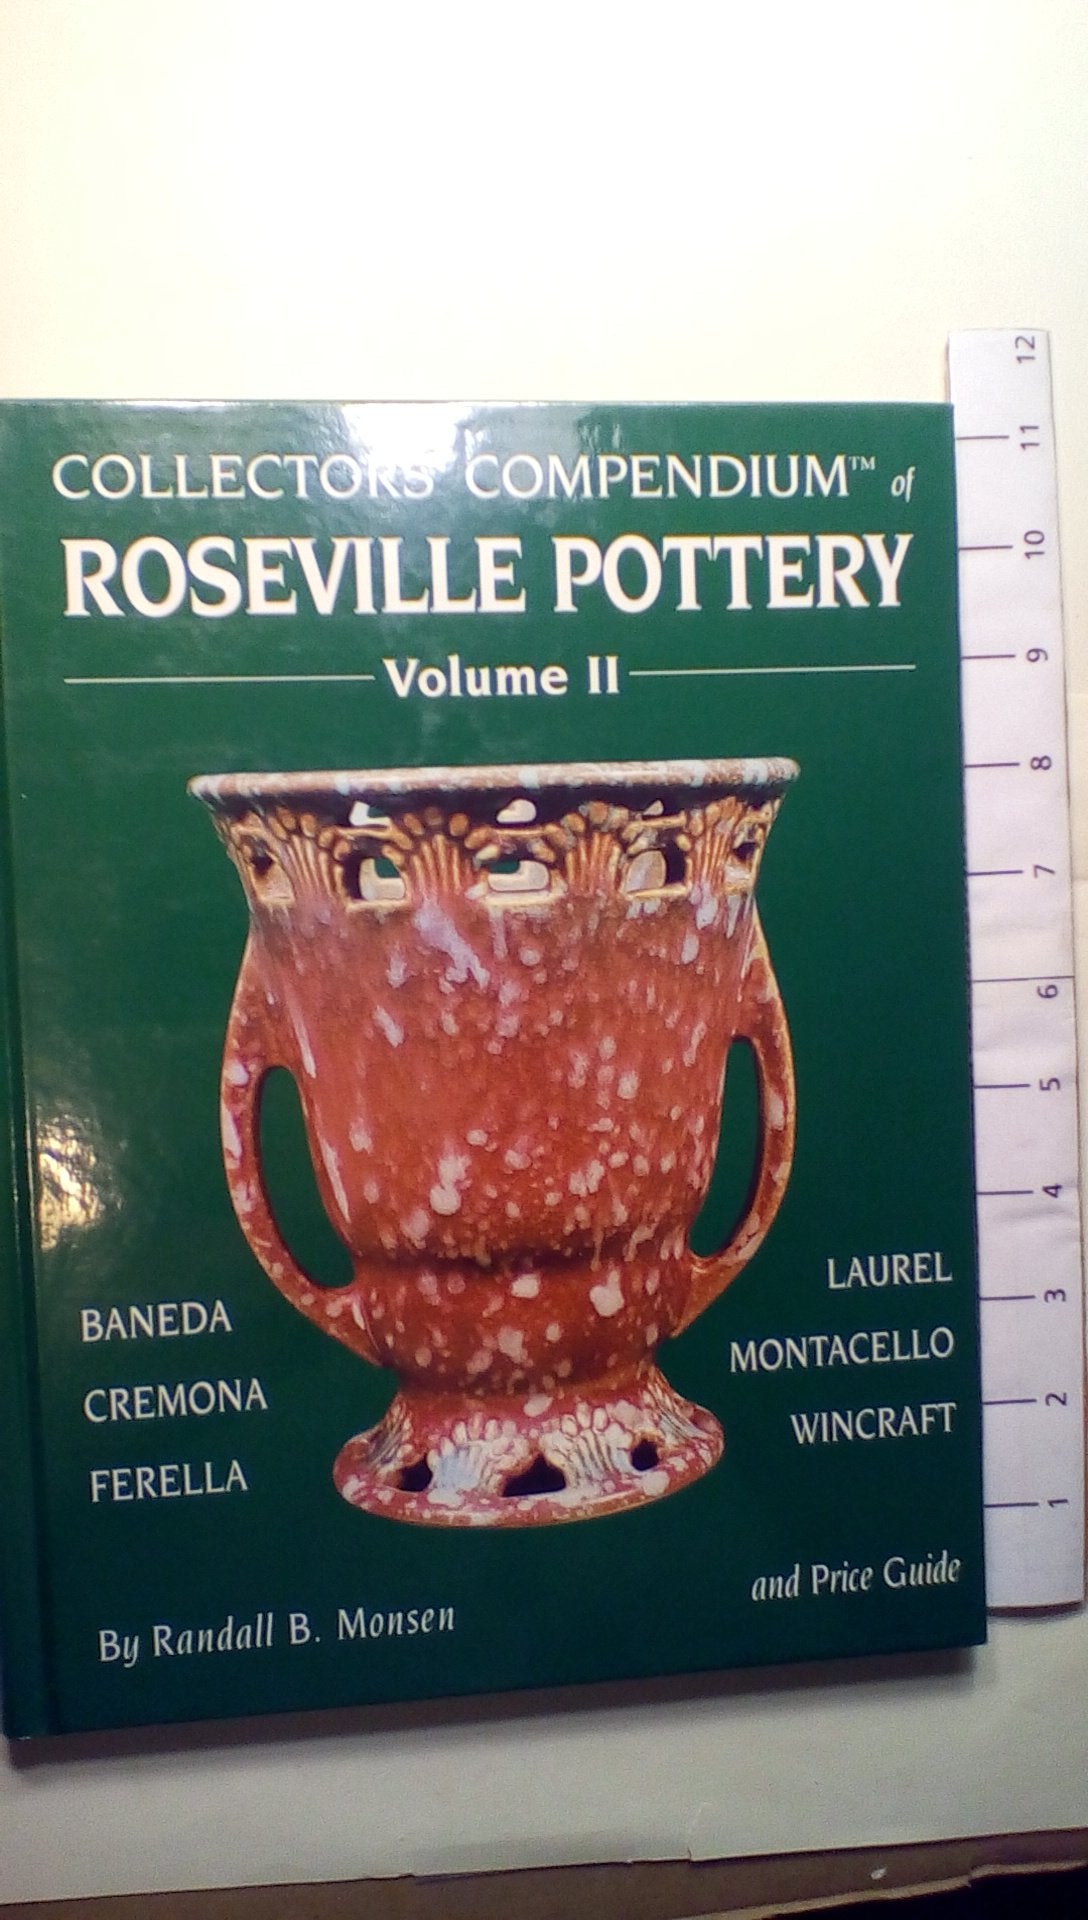 COLLECTORS' COMPENDIUM™ of
ROSEVILLE POTTERY
Volume II
BANEDA
CREMONA
FERELLA
LAUREL
MONTACELLO
WINCRAFT
and Price Guide
By Randall B. Monsen
12
11
10
9
8
7
6
5
4
3
2
1